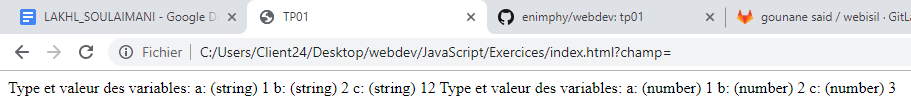 LAKHL_SOULAIMANI - Google D
TP01
enimphy/webdev: tp01
gounane said / webisil · GitL
Fichier
C:/Users/Client24/Desktop/webdev/JavaScript/Exercices/index.html?champ=
Type et valeur des variables: a: (string) 1 b: (string) 2 c: (string) 12 Type et valeur des variables: a: (number) 1 b: (number) 2 c: (number) 3